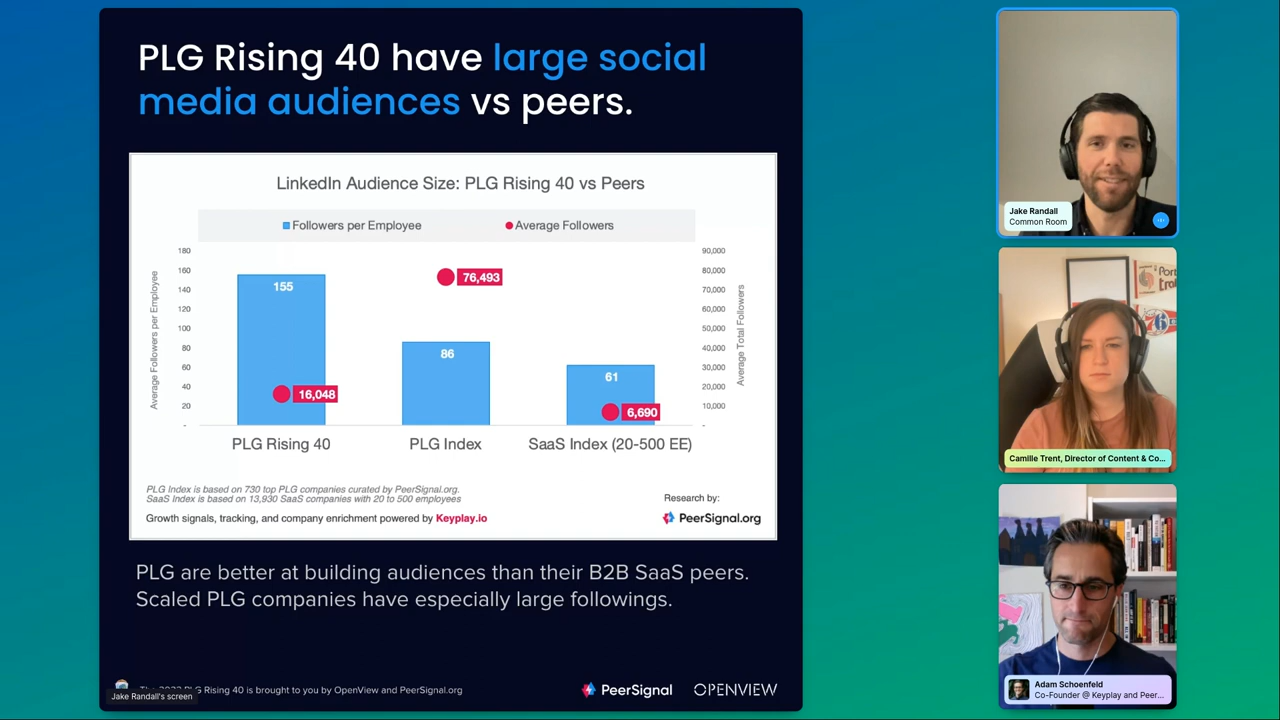 PLG Rising 40 have large social
media audiences vs peers.
LinkedIn Audience Size: PLG Rising 40 vs Peers
Followers per Employee
Average Followers
Average Followers per Employee
180
160
140
120
100
80
60
40
20
-
155
16,048
86
76,493
61
6,690
90,000
80,000
70,000
60,000
50,000
40,000
30,000
20,000
10,000
-
Average Total Followers
PLG Rising 40
PLG Index
SaaS Index (20-500 EE)
PLG Index is based on 730 top PLG companies curated by PeerSignal.org.
SaaS Index is based on 13,930 SaaS companies with 20 to 500 employees
Growth signals, tracking, and company enrichment powered by Keyplay.io
Research by:
PeerSignal.org
PLG are better at building audiences than their B2B SaaS peers.
Scaled PLG companies have especially large followings.
PLG Rising 40 is brought to you by OpenView and PeerSignal.org
Jake Randall's screen
PeerSignal
OPENVIEW
Jake Randall
Common Room
Camille Trent, Director of Content & Co...
Adam Schoenfeld
Co-Founder @ Keyplay and Peer...